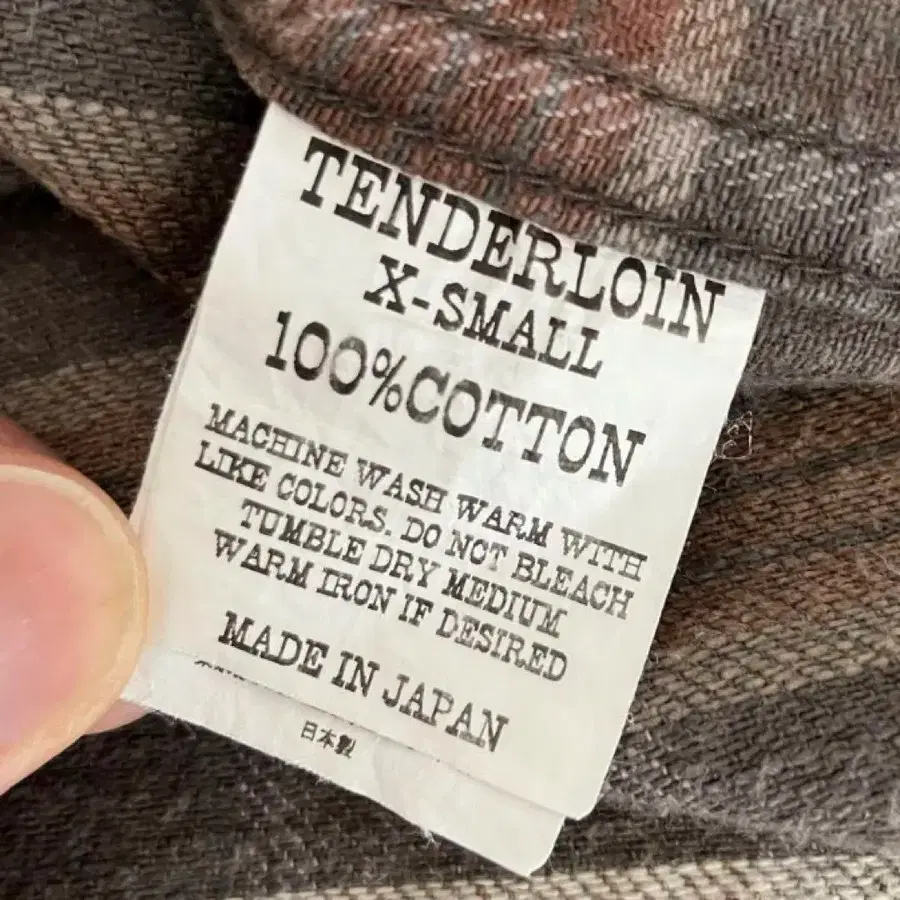 TENDERLOIN
X-SMALL
100%COTTON
MACHINE WASH WARM WITH
LIKE COLORS. DO NOT BLEACH
TUMBLE DRY MEDIUM
WARM IRON IF DESIRED
MADE IN JAPAN
日本製